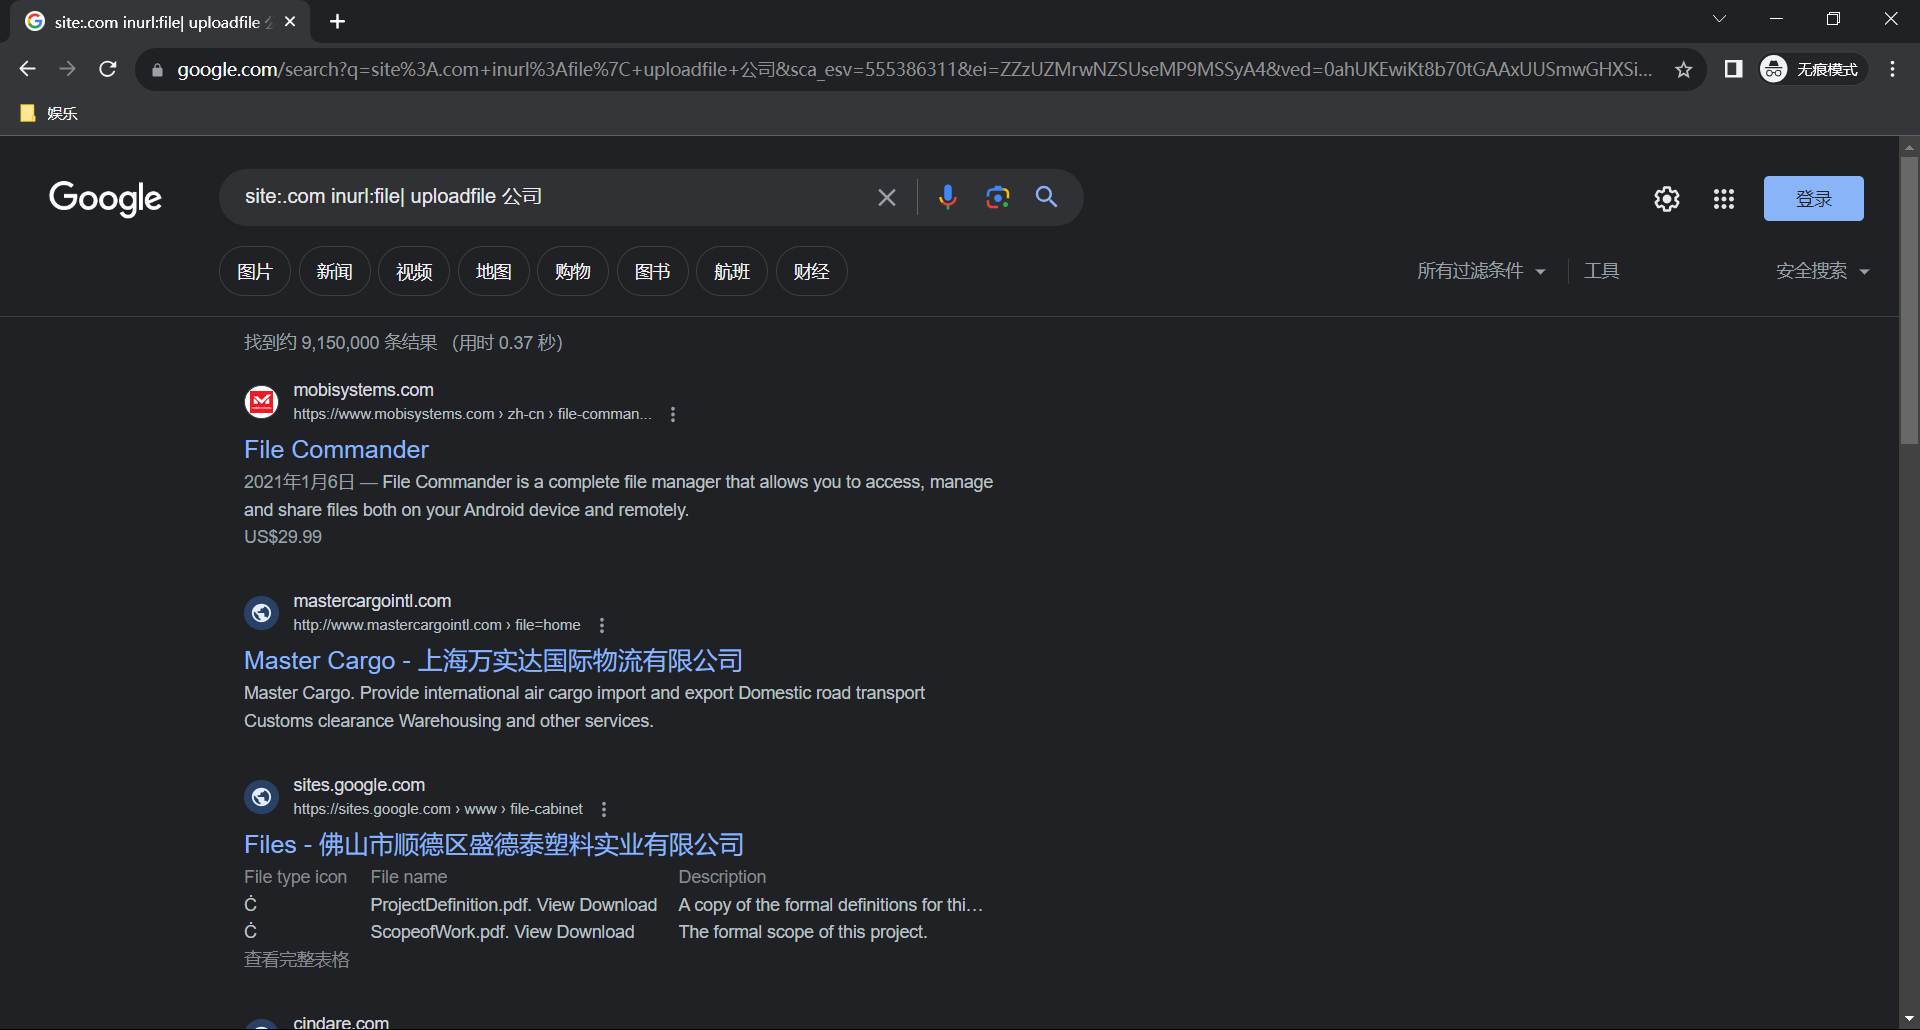 site:.com inurl:file| uploadfile 公
google.com/search?q=site%3A.com+inurl%3Afile%7C+uploadfile+公司&sca_esv=555386311&ei=ZZzUZMrwNZSUseMP9MSSyA4&ved=0ahUKEwiKt8b70tGAAxUUSmwGHXSi...
无痕模式
娱乐
Google
site:.com inurl:file| uploadfile 公司
登录
图片 新闻 视频 地图 购物 图书 航班 财经
所有过滤条件 工具 安全搜索
找到约 9,150,000 条结果 (用时 0.37 秒)
mobisystems.com
https://www.mobisystems.com › zh-cn › file-comman...
File Commander
2021年1月6日 — File Commander is a complete file manager that allows you to access, manage
and share files both on your Android device and remotely.
US$29.99
mastercargointl.com
http://www.mastercargointl.com › file=home
Master Cargo - 上海万实达国际物流有限公司
Master Cargo. Provide international air cargo import and export Domestic road transport
Customs clearance Warehousing and other services.
sites.google.com
https://sites.google.com › www › file-cabinet
Files - 佛山市顺德区盛德泰塑料实业有限公司
File type icon File name Description
Ċ ProjectDefinition.pdf. View Download A copy of the formal definitions for thi...
Ċ ScopeofWork.pdf. View Download The formal scope of this project.
查看完整表格
cindare.com